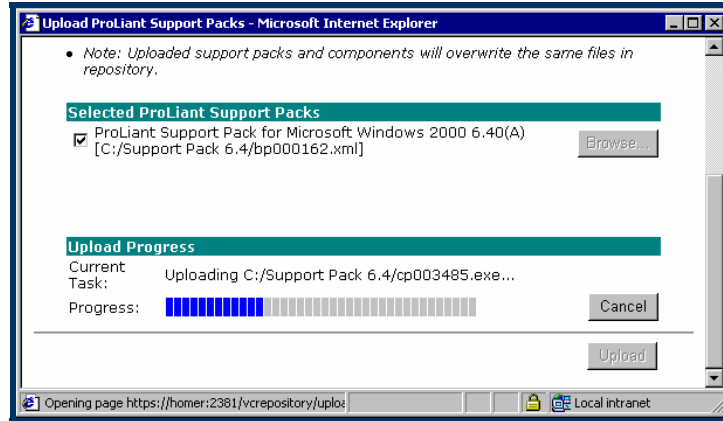 Upload ProLiant Support Packs - Microsoft Internet Explorer
• Note: Uploaded support packs and components will overwrite the same files in
repository.
Selected ProLiant Support Packs
ProLiant Support Pack for Microsoft Windows 2000 6.40(A)
[C:/Support Pack 6.4/bp000162.xml]
Browse...
Upload Progress
Current
Task:
Uploading C:/Support Pack 6.4/cp003485.exe...
Progress:
Cancel
Upload
Opening page https://homer:2381/vcrepository/uploa
Local intranet